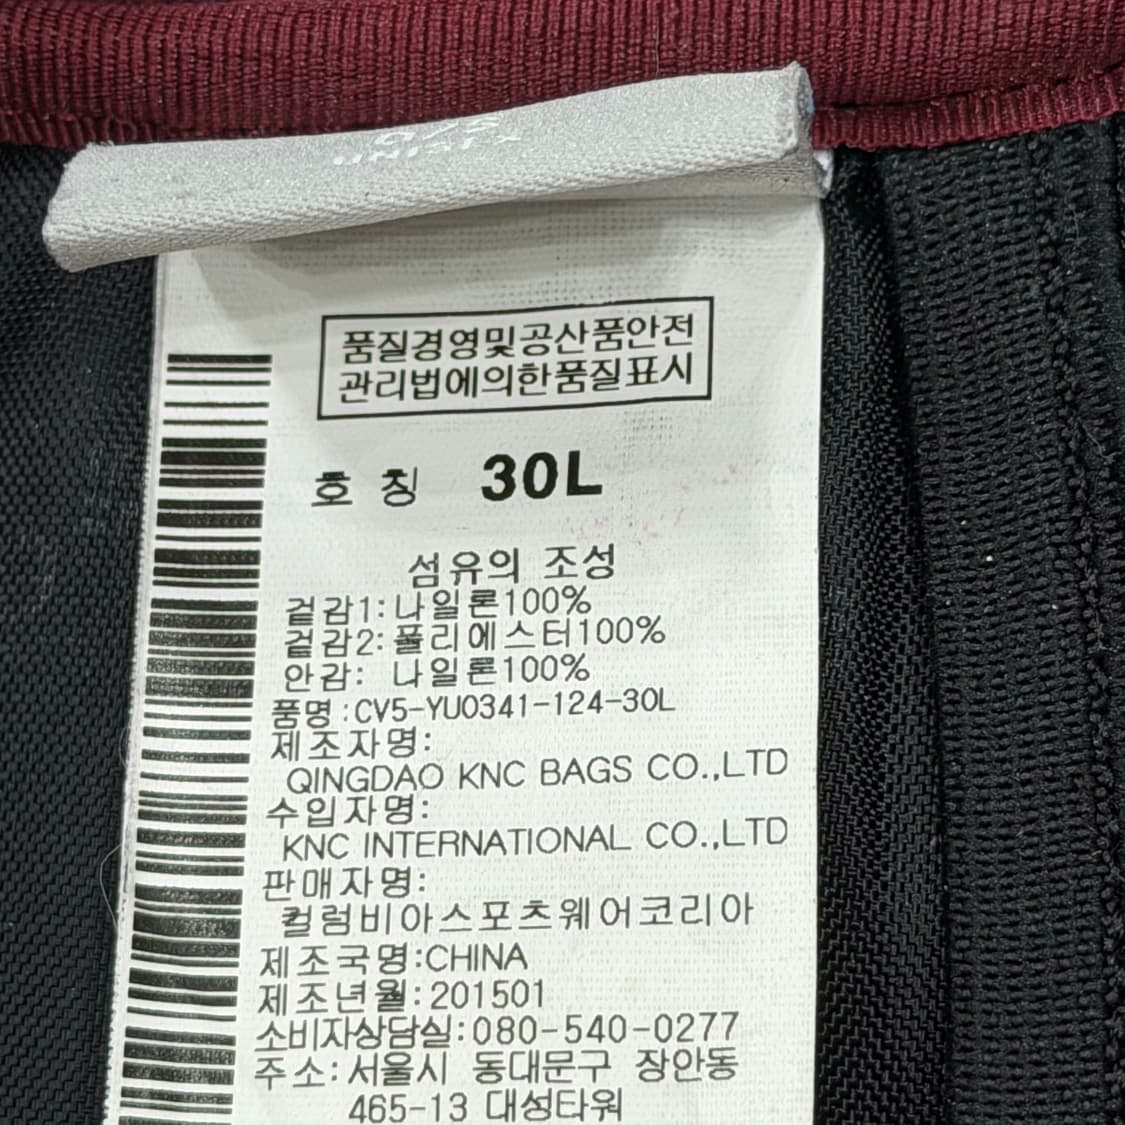 O/S
품질경영및공산품안전
관리법에의한품질표시
호 칭 30L
섬유의 조성
겉감1:나일론100%
겉감2:폴리에스터100%
안감: 나일론100%
품명:CV5-YU0341-124-30L
제조자명:
QINGDAO KNC BAGS CO.,LTD
수입자명:
KNC INTERNATIONAL CO.,LTD
판매자명:
컬럼비아스포츠웨어코리아
제조국명:CHINA
제조년월:201501
소비자상담실:080-540-0277
주소:서울시 동대문구 장안동
465-13 대성타워